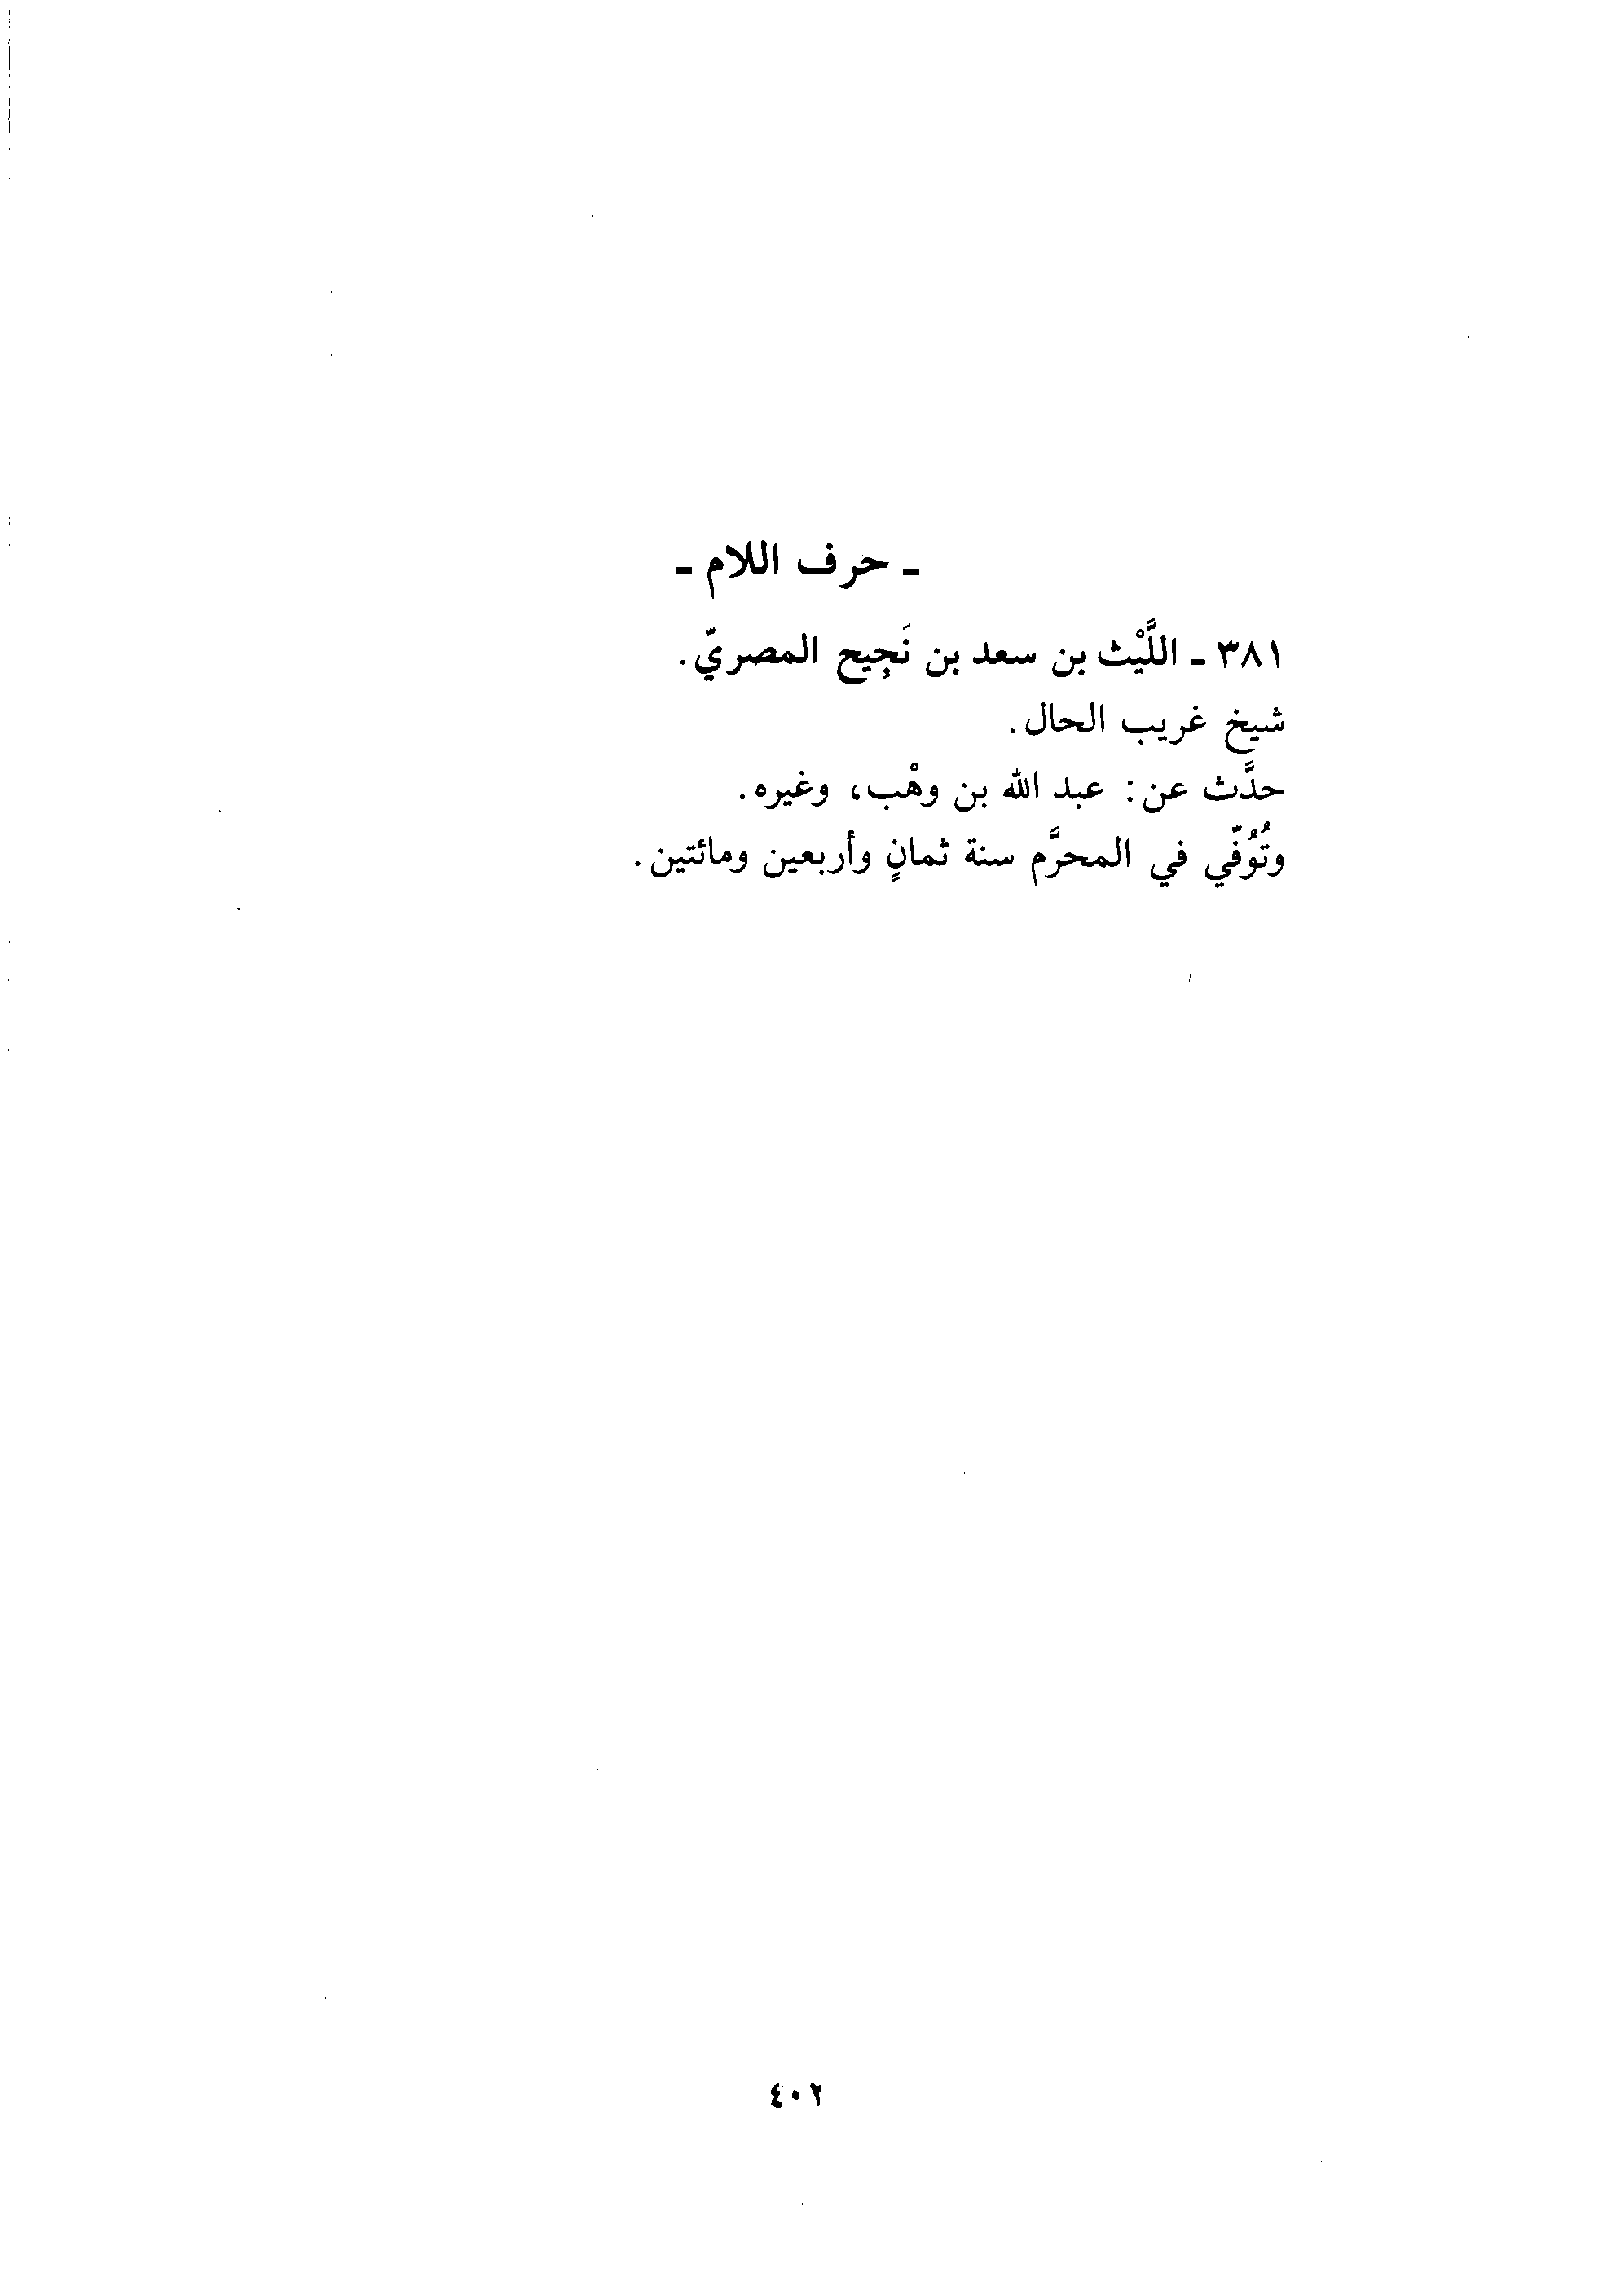 ـ حرف اللام ـ
٣٨١ ـ اللَّيْث بن سعد بن نَجِيح المصريّ.
شيخ غريب الحال.
حدَّث عن: عبد الله بن وهْب، وغيره.
وتُوُفّي في المحرَّم سنة ثمانٍ وأربعين ومائتين.
٤٠٢